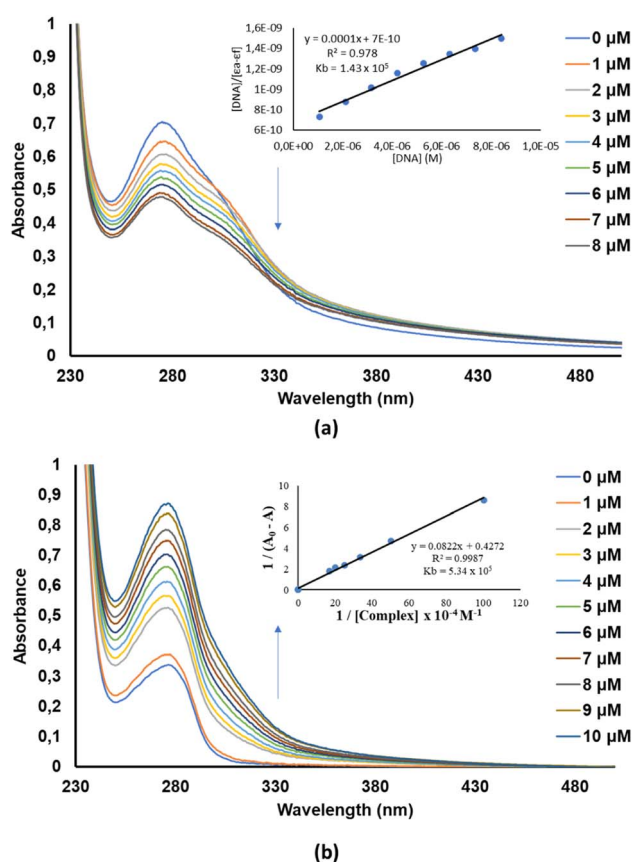 1
0,9
0,8
0,7
0,6
0,5
0,4
0,3
0,2
0,1
0
Absorbance
230
280
330
380
430
480
Wavelength (nm)
1,6E-09
1,4E-09
1,2E-09
1E-09
8E-10
6E-10
[DNA]/[εa-εf]
y = 0.0001x + 7E-10
R² = 0.978
Kb = 1.43 x 10⁵
0,0E+00
2,0E-06
4,0E-06
6,0E-06
8,0E-06
1,0E-05
[DNA] (M)
0 µM
1 µM
2 µM
3 µM
4 µM
5 µM
6 µM
7 µM
8 µM
(a)
1
0,9
0,8
0,7
0,6
0,5
0,4
0,3
0,2
0,1
0
Absorbance
230
280
330
380
430
480
Wavelength (nm)
10
8
6
4
2
0
1 / (A₀ - A)
y = 0.0822x + 0.4272
R² = 0.9987
Kb = 5.34 x 10⁵
0
20
40
60
80
100
120
1 / [Complex] x 10⁻⁴ M⁻¹
0 µM
1 µM
2 µM
3 µM
4 µM
5 µM
6 µM
7 µM
8 µM
9 µM
10 µM
(b)